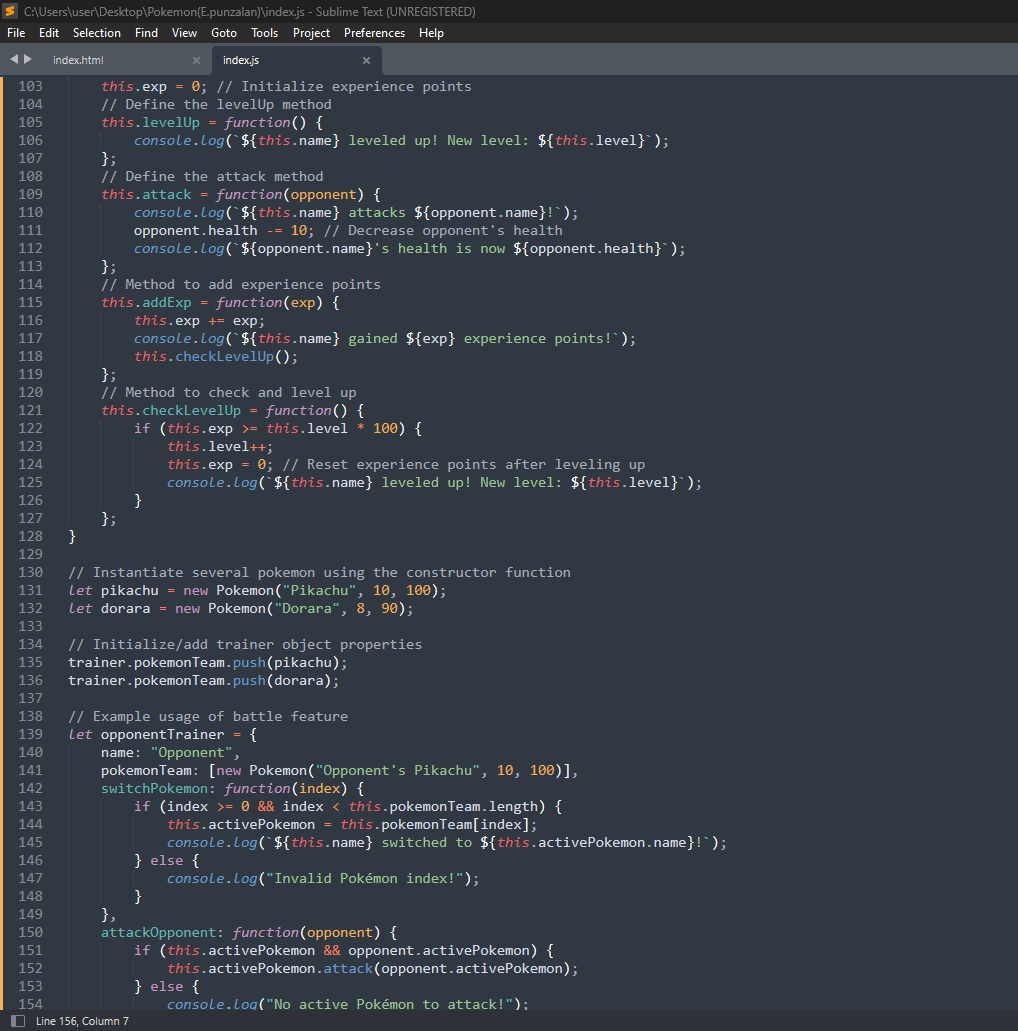 C:\Users\user\Desktop\Pokemon(E.punzalan)\index.js - Sublime Text (UNREGISTERED)
File Edit Selection Find View Goto Tools Project Preferences Help
index.html × index.js ×
103     this.exp = 0; // Initialize experience points
104     // Define the levelUp method
105     this.levelUp = function() {
106         console.log(`${this.name} leveled up! New level: ${this.level}`);
107     };
108     // Define the attack method
109     this.attack = function(opponent) {
110         console.log(`${this.name} attacks ${opponent.name}!`);
111         opponent.health -= 10; // Decrease opponent's health
112         console.log(`${opponent.name}'s health is now ${opponent.health}`);
113     };
114     // Method to add experience points
115     this.addExp = function(exp) {
116         this.exp += exp;
117         console.log(`${this.name} gained ${exp} experience points!`);
118         this.checkLevelUp();
119     };
120     // Method to check and level up
121     this.checkLevelUp = function() {
122         if (this.exp >= this.level * 100) {
123             this.level++;
124             this.exp = 0; // Reset experience points after leveling up
125             console.log(`${this.name} leveled up! New level: ${this.level}`);
126         }
127     };
128 }
129
130 // Instantiate several pokemon using the constructor function
131 let pikachu = new Pokemon("Pikachu", 10, 100);
132 let dorara = new Pokemon("Dorara", 8, 90);
133
134 // Initialize/add trainer object properties
135 trainer.pokemonTeam.push(pikachu);
136 trainer.pokemonTeam.push(dorara);
137
138 // Example usage of battle feature
139 let opponentTrainer = {
140     name: "Opponent",
141     pokemonTeam: [new Pokemon("Opponent's Pikachu", 10, 100)],
142     switchPokemon: function(index) {
143         if (index >= 0 && index < this.pokemonTeam.length) {
144             this.activePokemon = this.pokemonTeam[index];
145             console.log(`${this.name} switched to ${this.activePokemon.name}!`);
146         } else {
147             console.log("Invalid Pokémon index!");
148         }
149     },
150     attackOpponent: function(opponent) {
151         if (this.activePokemon && opponent.activePokemon) {
152             this.activePokemon.attack(opponent.activePokemon);
153         } else {
154             console.log("No active Pokémon to attack!");
Line 156, Column 7